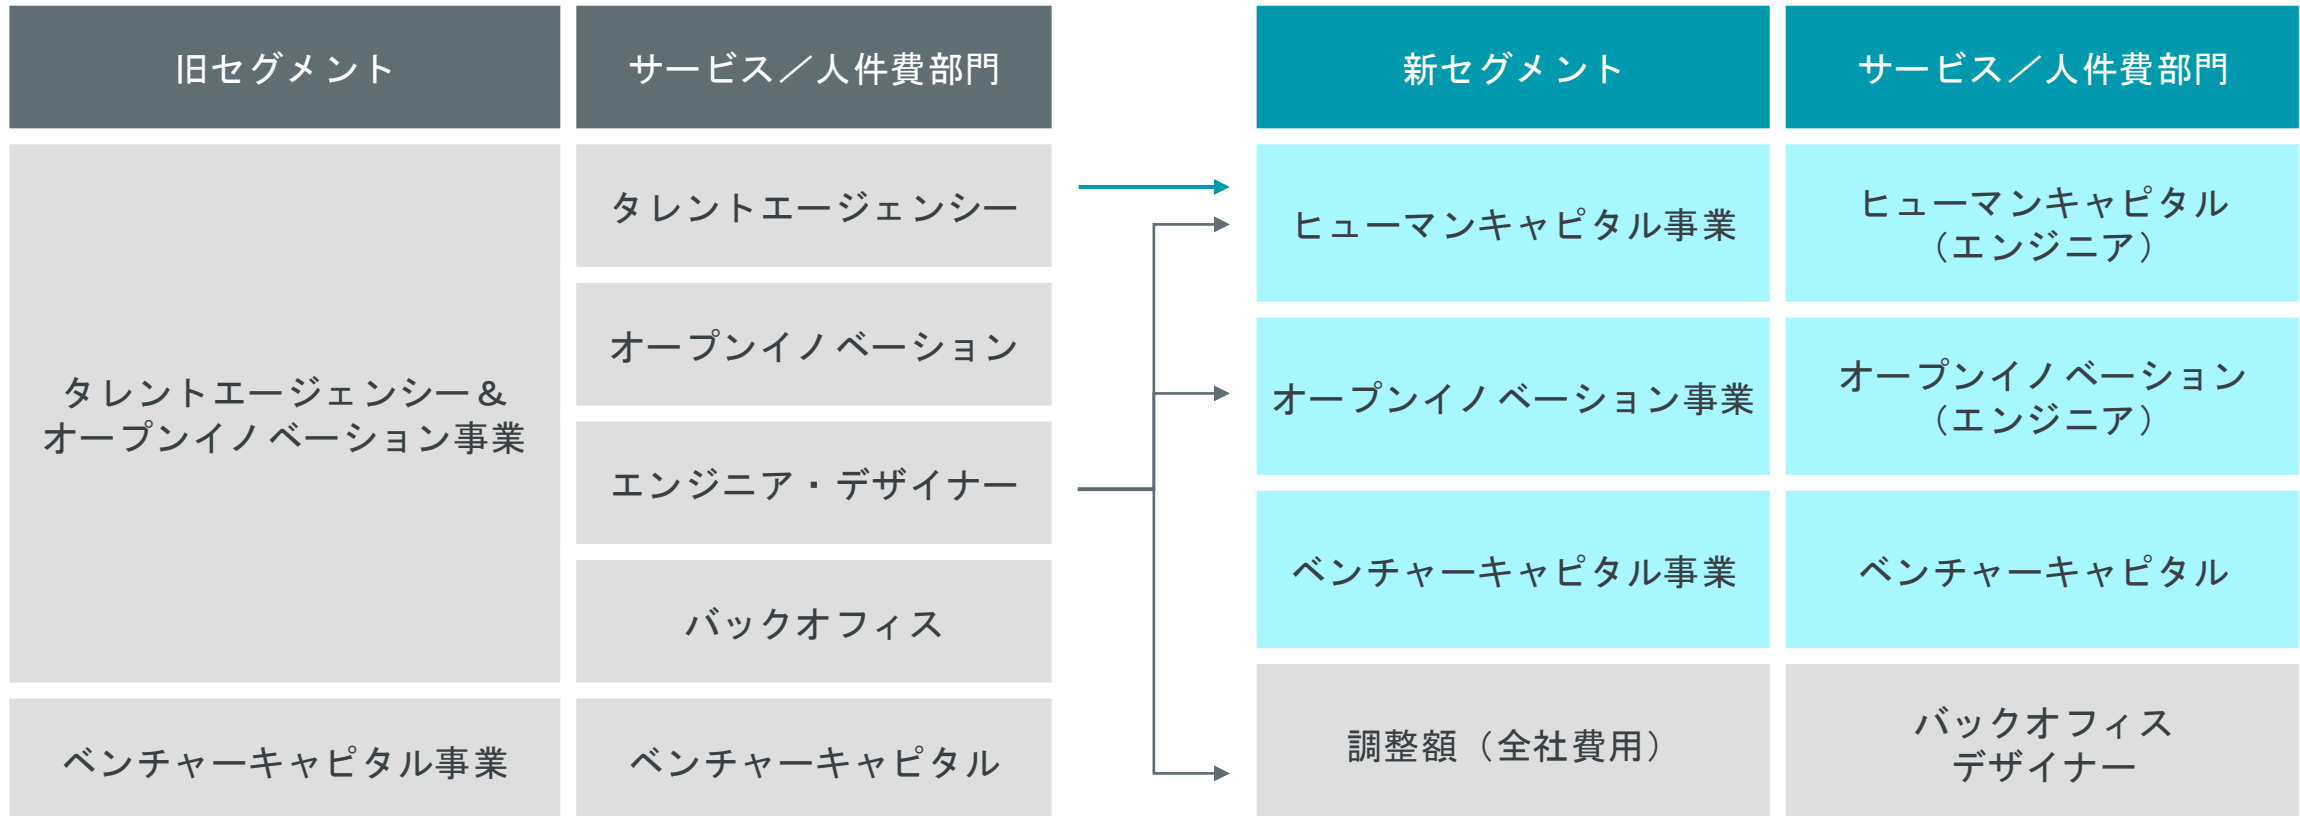 旧セグメント
サービス／人件費部門
タレントエージェンシー＆
オープンイノベーション事業
タレントエージェンシー
オープンイノベーション
エンジニア・デザイナー
バックオフィス
ベンチャーキャピタル事業
ベンチャーキャピタル
新セグメント
サービス／人件費部門
ヒューマンキャピタル事業
ヒューマンキャピタル
（エンジニア）
オープンイノベーション事業
オープンイノベーション
（エンジニア）
ベンチャーキャピタル事業
ベンチャーキャピタル
調整額（全社費用）
バックオフィス
デザイナー